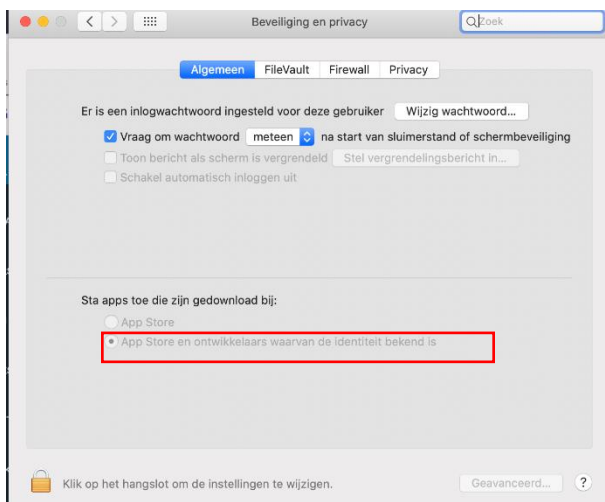 Beveiliging en privacy
Zoek
Algemeen FileVault Firewall Privacy
Er is een inlogwachtwoord ingesteld voor deze gebruiker Wijzig wachtwoord...
Vraag om wachtwoord meteen na start van sluimerstand of schermbeveiliging
Toon bericht als scherm is vergrendeld Stel vergrendelingsbericht in...
Schakel automatisch inloggen uit
Sta apps toe die zijn gedownload bij:
App Store
App Store en ontwikkelaars waarvan de identiteit bekend is
Klik op het hangslot om de instellingen te wijzigen. Geavanceerd... ?